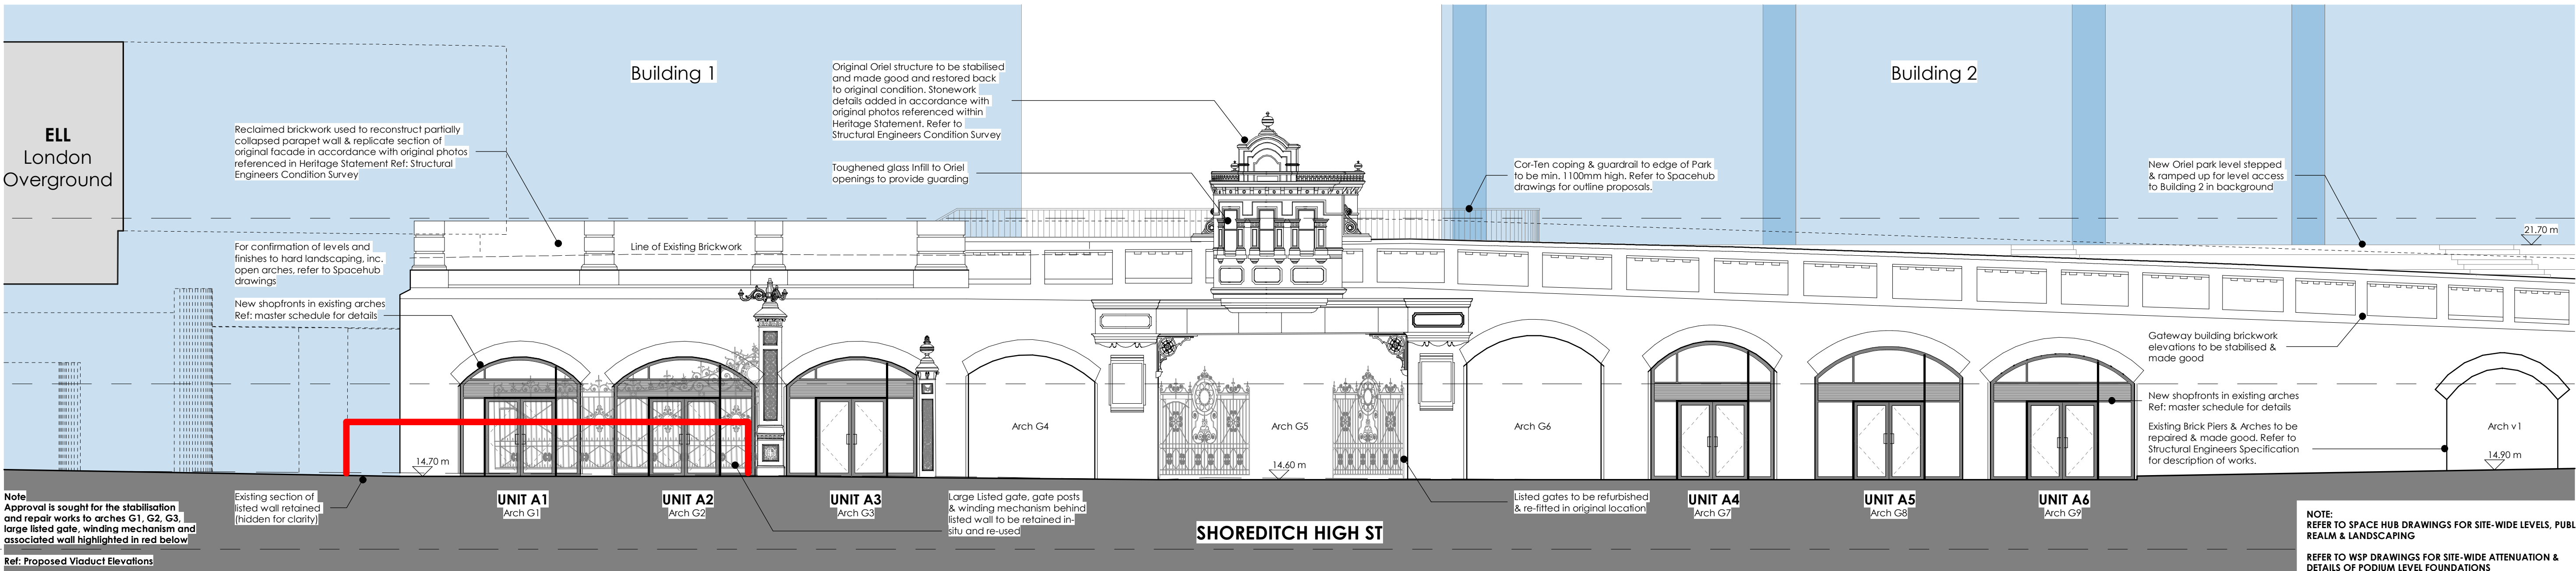 Building 1
Building 2
ELL
London
Overground
Reclaimed brickwork used to reconstruct partially
collapsed parapet wall & replicate section of
original facade in accordance with original photos
referenced in Heritage Statement Ref: Structural
Engineers Condition Survey
Original Oriel structure to be stabilised
and made good and restored back
to original condition. Stonework
details added in accordance with
original photos referenced within
Heritage Statement. Refer to
Structural Engineers Condition Survey
Toughened glass Infill to Oriel
openings to provide guarding
Cor-Ten coping & guardrail to edge of Park
to be min. 1100mm high. Refer to Spacehub
drawings for outline proposals.
New Oriel park level stepped
& ramped up for level access
to Building 2 in background
21.70 m
For confirmation of levels and
finishes to hard landscaping, inc.
open arches, refer to Spacehub
drawings
Line of Existing Brickwork
New shopfronts in existing arches
Ref: master schedule for details
Gateway building brickwork
elevations to be stabilised &
made good
New shopfronts in existing arches
Ref: master schedule for details
Existing Brick Piers & Arches to be
repaired & made good. Refer to
Structural Engineers Specification
for description of works.
Arch G4
Arch G5
Arch G6
Arch v1
14.70 m
14.60 m
14.90 m
Note
Approval is sought for the stabilisation
and repair works to arches G1, G2, G3,
large listed gate, winding mechanism and
associated wall highlighted in red below
Ref: Proposed Viaduct Elevations
Existing section of
listed wall retained
(hidden for clarity)
UNIT A1
Arch G1
UNIT A2
Arch G2
UNIT A3
Arch G3
Large Listed gate, gate posts
& winding mechanism behind
listed wall to be retained in-
situ and re-used
SHOREDITCH HIGH ST
Listed gates to be refurbished
& re-fitted in original location
UNIT A4
Arch G7
UNIT A5
Arch G8
UNIT A6
Arch G9
NOTE:
REFER TO SPACE HUB DRAWINGS FOR SITE-WIDE LEVELS, PUBL
REALM & LANDSCAPING
REFER TO WSP DRAWINGS FOR SITE-WIDE ATTENUATION &
DETAILS OF PODIUM LEVEL FOUNDATIONS